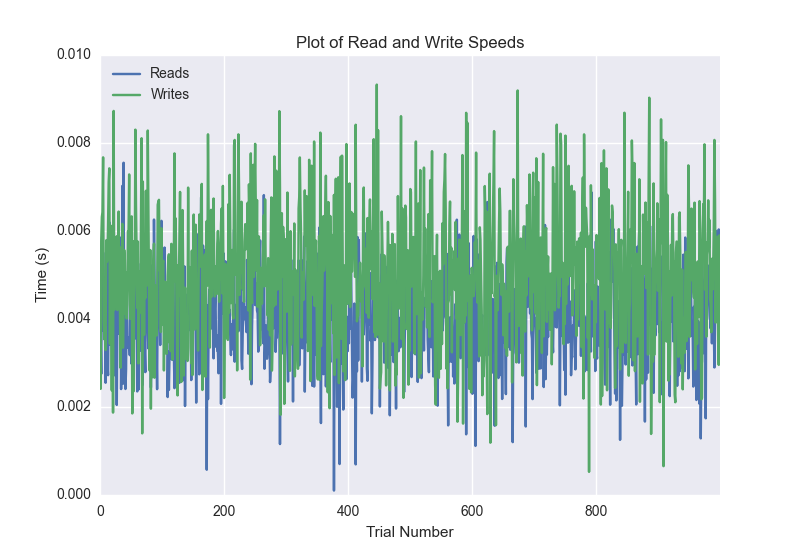 Plot of Read and Write Speeds
0.010
Reads
Writes
0.008
0.006
Time (s)
0.004
0.002
0.000
0 200 400 600 800
Trial Number